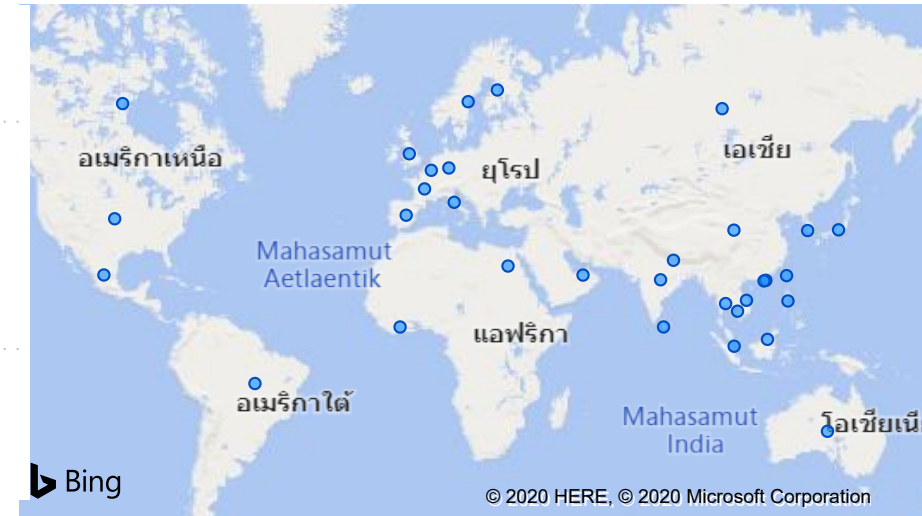 เอเชีย
อเมริกาเหนือ
ยุโรป
Mahasamut
Aetlaentik
แอฟริกา
อเมริกาใต้
Mahasamut
India
โอเชียเนี
Bing
© 2020 HERE, © 2020 Microsoft Corporation